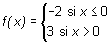 f(x) = { -2 si x ≤ 0
3 si x > 0